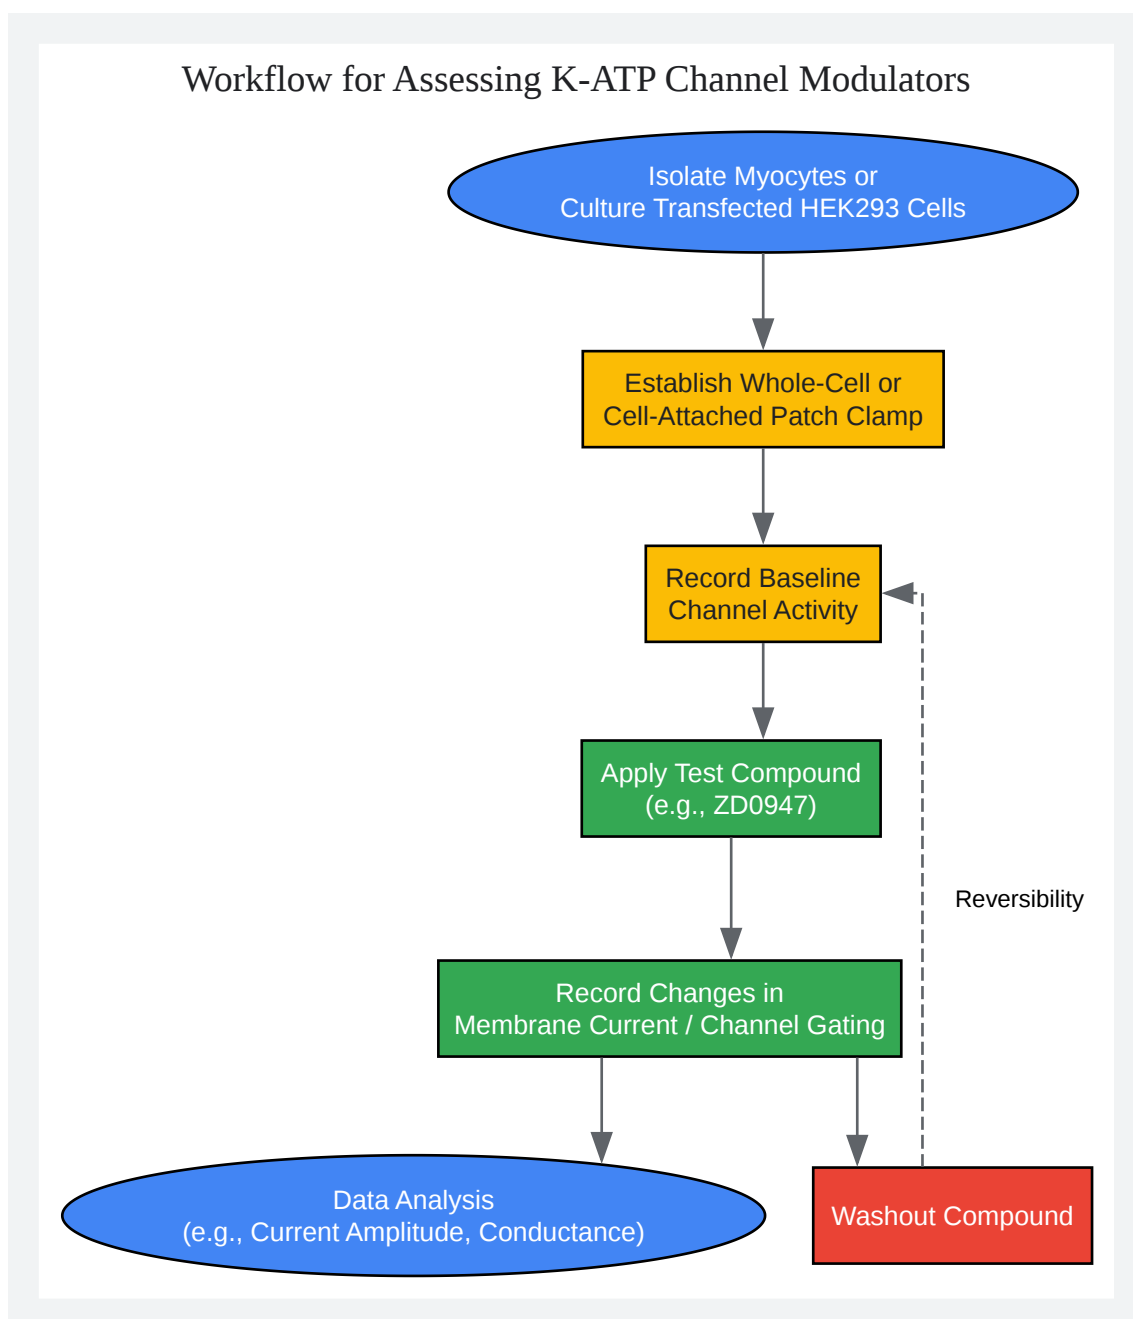 Workflow for Assessing K-ATP Channel Modulators
Isolate Myocytes or
Culture Transfected HEK293 Cells
Establish Whole-Cell or
Cell-Attached Patch Clamp
Record Baseline
Channel Activity
Apply Test Compound
(e.g., ZD0947)
Reversibility
Record Changes in
Membrane Current / Channel Gating
Data Analysis
(e.g., Current Amplitude, Conductance)
Washout Compound